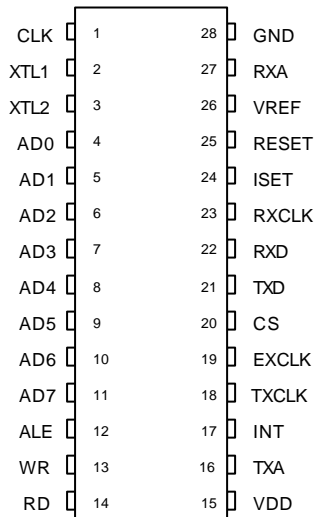 CLK 1 28 GND
XTL1 2 27 RXA
XTL2 3 26 VREF
AD0 4 25 RESET
AD1 5 24 ISET
AD2 6 23 RXCLK
AD3 7 22 RXD
AD4 8 21 TXD
AD5 9 20 CS
AD6 10 19 EXCLK
AD7 11 18 TXCLK
ALE 12 17 INT
WR 13 16 TXA
RD 14 15 VDD